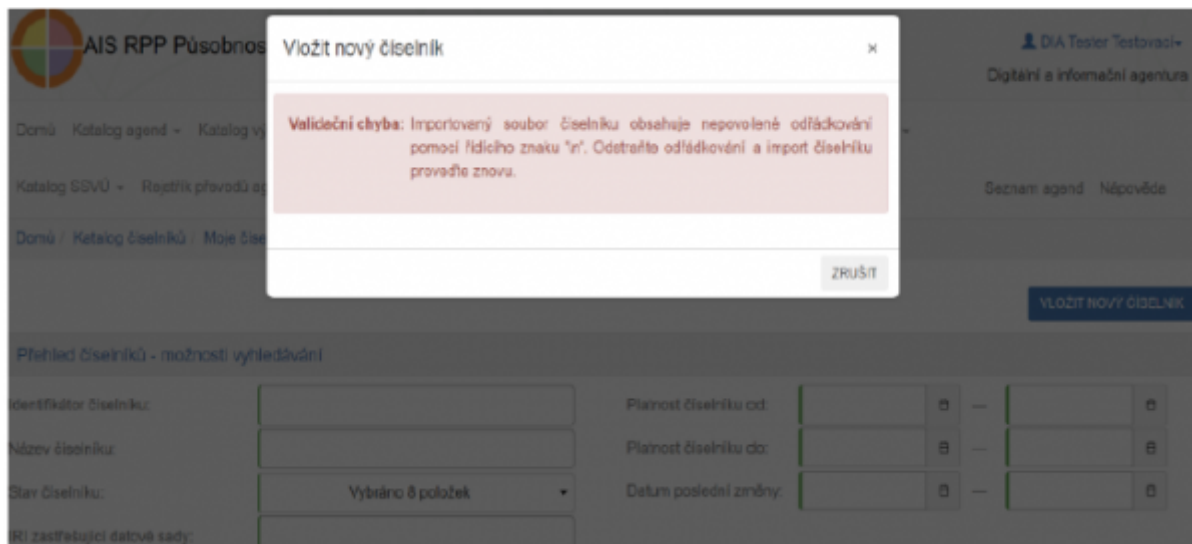 AIS RPP Působnos
Vložit nový číselník
×
DIA Tester Testovací
Digitální a informační agentura
Domů Katalog agend Katalog vý
Validační chyba: Importovaný soubor číselníku obsahuje nepovolené odřádkování
pomocí řídícího znaku "\n". Odstraňte odřádkování a import číselníku
proveďte znovu.
Katalog SSVÚ Rejstřík převodů ag
Seznam agend Nápověda
Domů / Katalog číselníků / Moje číse
ZRUŠIT
VLOŽIT NOVÝ ČÍSELNÍK
Přehled číselníků - možnosti vyhledávání
Identifikátor číselníku:
Platnost číselníku od: —
Název číselníku:
Platnost číselníku do: —
Stav číselníku: Vybráno 8 položek
Datum poslední změny: —
IRI zastřešující datové sady: